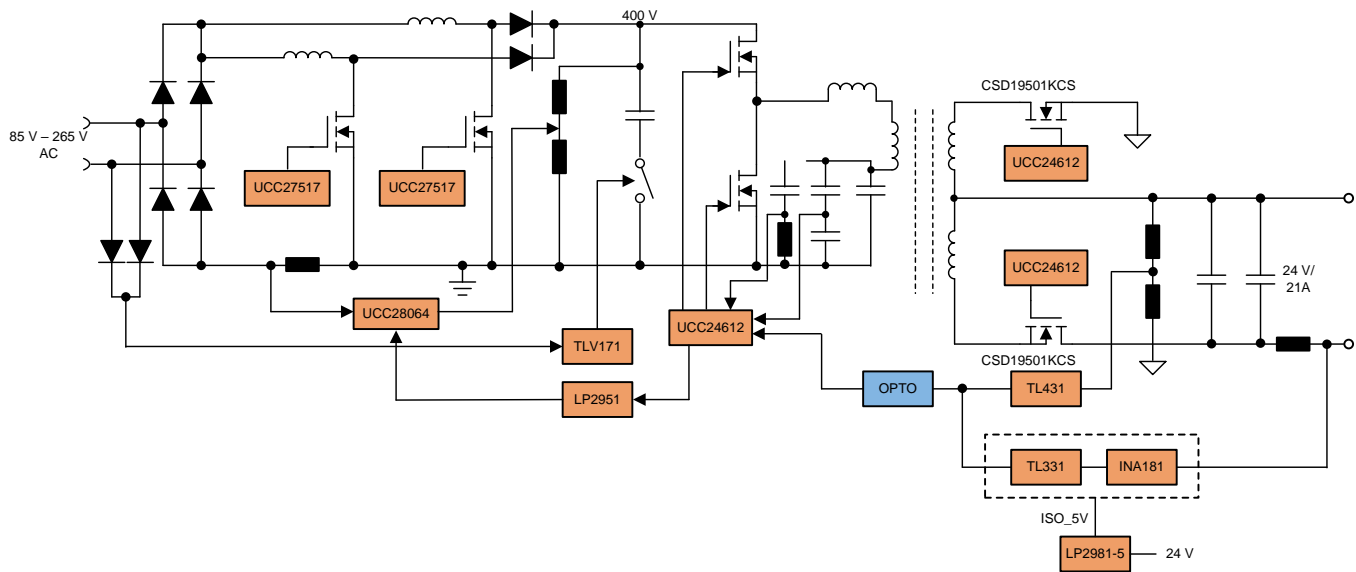 400 V
CSD19501KCS
85 V – 265 V
AC
UCC27517
UCC27517
UCC24612
UCC24612
24 V/
21A
UCC28064
UCC24612
TLV171
CSD19501KCS
LP2951
OPTO
TL431
TL331
INA181
ISO_5V
LP2981-5
24 V